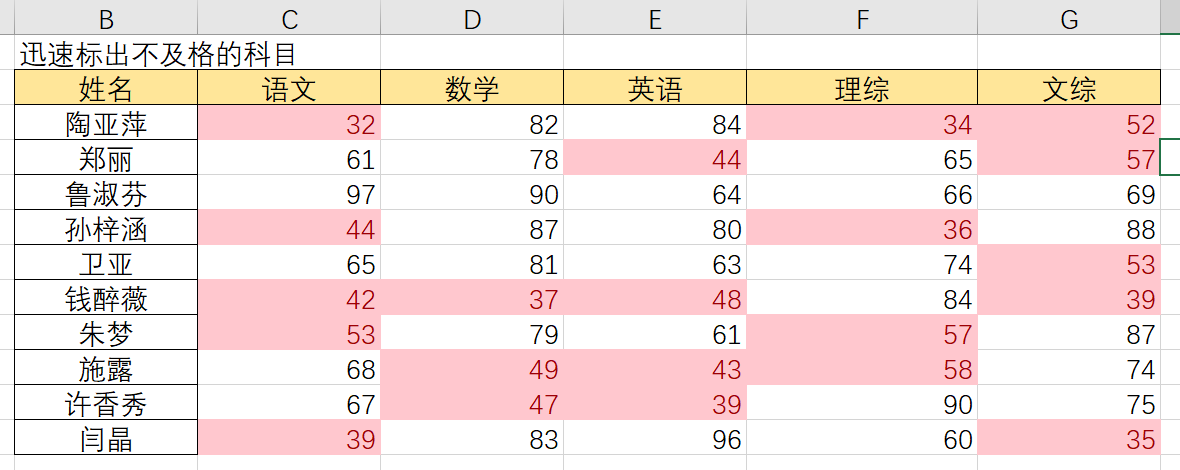 B C D E F G
迅速标出不及格的科目
姓名 语文 数学 英语 理综 文综
陶亚萍 32 82 84 34 52
郑丽 61 78 44 65 57
鲁淑芬 97 90 64 66 69
孙梓涵 44 87 80 36 88
卫亚 65 81 63 74 53
钱醉薇 42 37 48 84 39
朱梦 53 79 61 57 87
施露 68 49 43 58 74
许香秀 67 47 39 90 75
闫晶 39 83 96 60 35